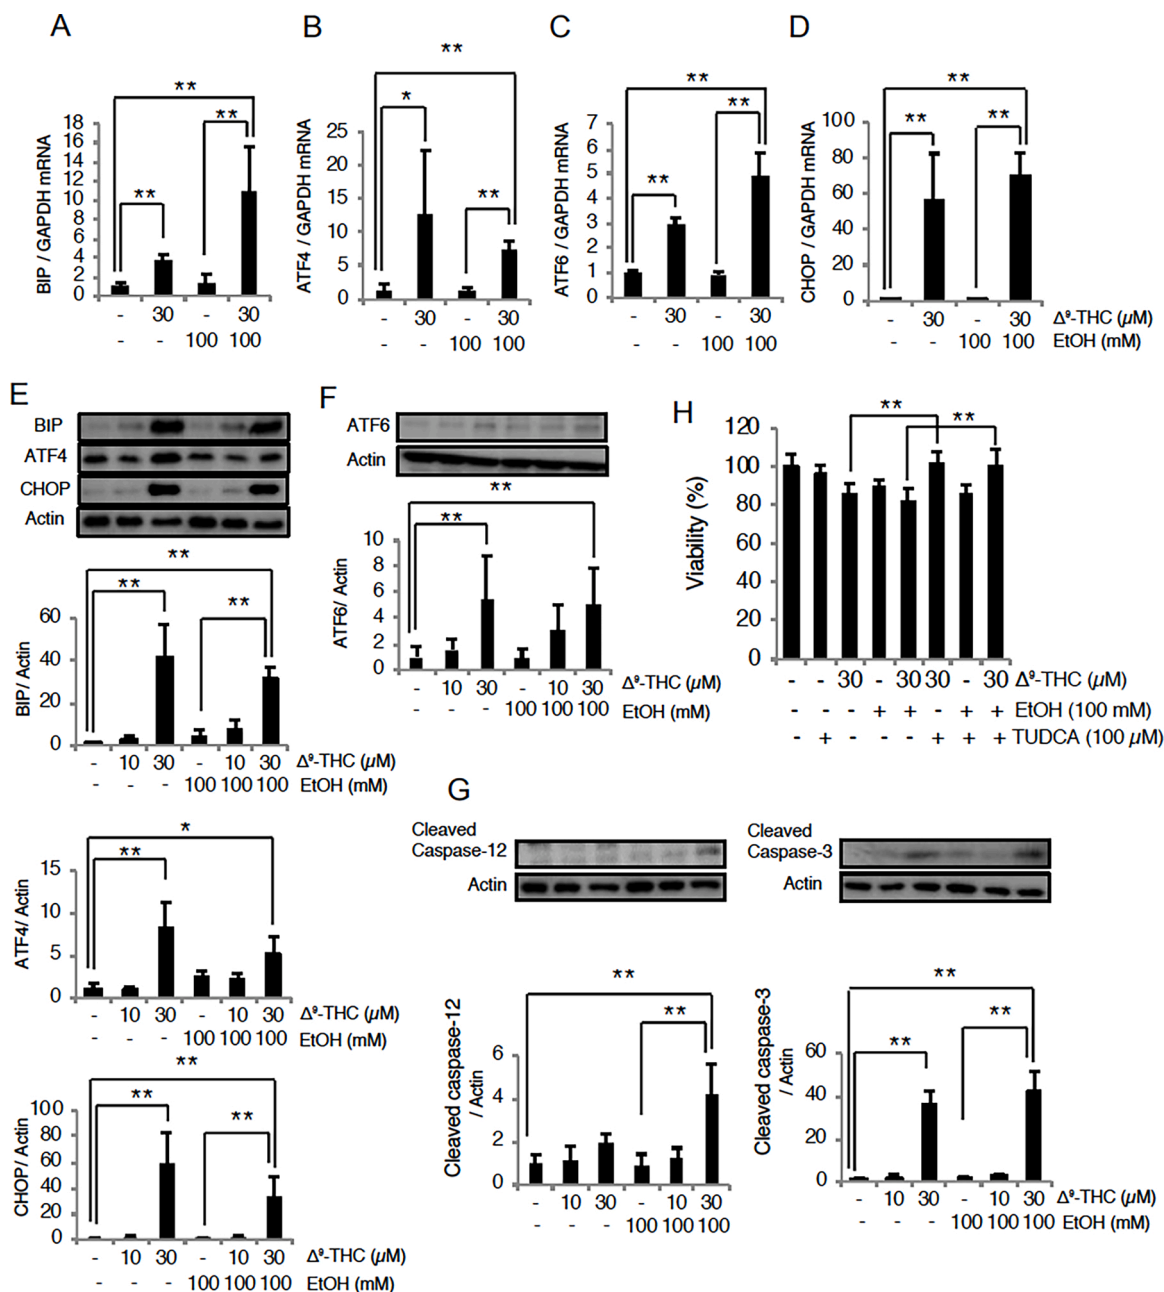 A
B
C
D
**
**
**
**
**
**
*
**
**
**
**
**
BIP / GAPDH mRNA
18
16
14
12
10
8
6
4
2
0
ATF4 / GAPDH mRNA
25
20
15
10
5
0
ATF6 / GAPDH mRNA
7
6
5
4
3
2
1
0
CHOP / GAPDH mRNA
100
80
60
40
20
0
- 30 - 30
- - 100 100
- 30 - 30
- - 100 100
- 30 - 30
- - 100 100
- 30 - 30 Δ⁹-THC (µM)
- - 100 100 EtOH (mM)
E
BIP
ATF4
CHOP
Actin
**
**
**
BIP/ Actin
60
40
20
0
- 10 30 - 10 30 Δ⁹-THC (µM)
- - - 100 100 100 EtOH (mM)
*
**
ATF4/ Actin
15
10
5
0
- 10 30 - 10 30 Δ⁹-THC (µM)
- - - 100 100 100 EtOH (mM)
**
**
**
CHOP/ Actin
100
80
60
40
20
0
- 10 30 - 10 30 Δ⁹-THC (µM)
- - - 100 100 100 EtOH (mM)
F
ATF6
Actin
**
**
ATF6/ Actin
10
8
6
4
2
0
- 10 30 - 10 30 Δ⁹-THC (µM)
- - - 100 100 100 EtOH (mM)
H
**
**
Viability (%)
120
100
80
60
40
20
0
- - 30 - 30 30 - 30 Δ⁹-THC (µM)
- - - + + - + + EtOH (100 mM)
- + - - - + + + TUDCA (100 µM)
G
Cleaved
Caspase-12
Actin
Cleaved
Caspase-3
Actin
**
**
Cleaved caspase-12
/ Actin
6
4
2
0
- 10 30 - 10 30
- - - 100 100 100
**
**
**
Cleaved caspase-3
/ Actin
60
40
20
0
- 10 30 - 10 30 Δ⁹-THC (µM)
- - - 100 100 100 EtOH (mM)